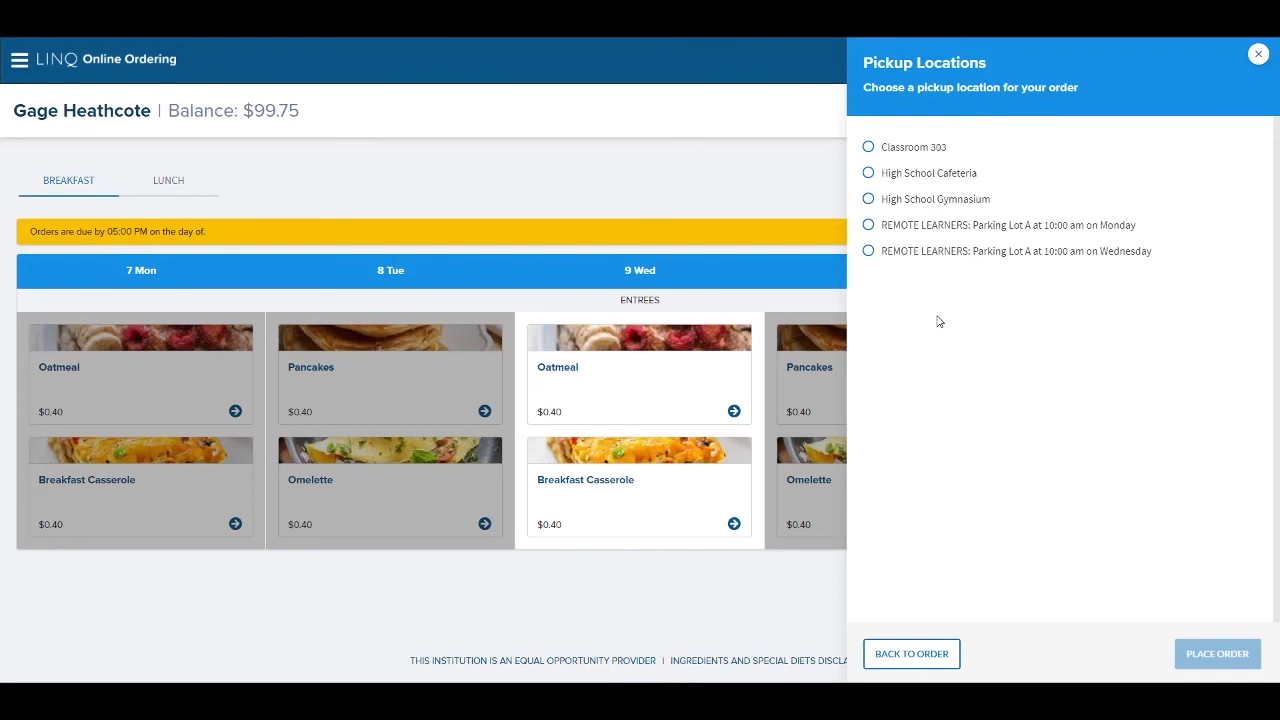 LINQ Online Ordering
Gage Heathcote | Balance: $99.75
BREAKFAST LUNCH
Orders are due by 05:00 PM on the day of.
7 Mon 8 Tue 9 Wed
ENTREES
Oatmeal Pancakes Oatmeal Pancakes
$0.40 $0.40 $0.40 $0.40
Breakfast Casserole Omelette Breakfast Casserole Omelette
$0.40 $0.40 $0.40 $0.40
THIS INSTITUTION IS AN EQUAL OPPORTUNITY PROVIDER | INGREDIENTS AND SPECIAL DIETS DISCLA
Pickup Locations
Choose a pickup location for your order
Classroom 303
High School Cafeteria
High School Gymnasium
REMOTE LEARNERS: Parking Lot A at 10:00 am on Monday
REMOTE LEARNERS: Parking Lot A at 10:00 am on Wednesday
BACK TO ORDER PLACE ORDER